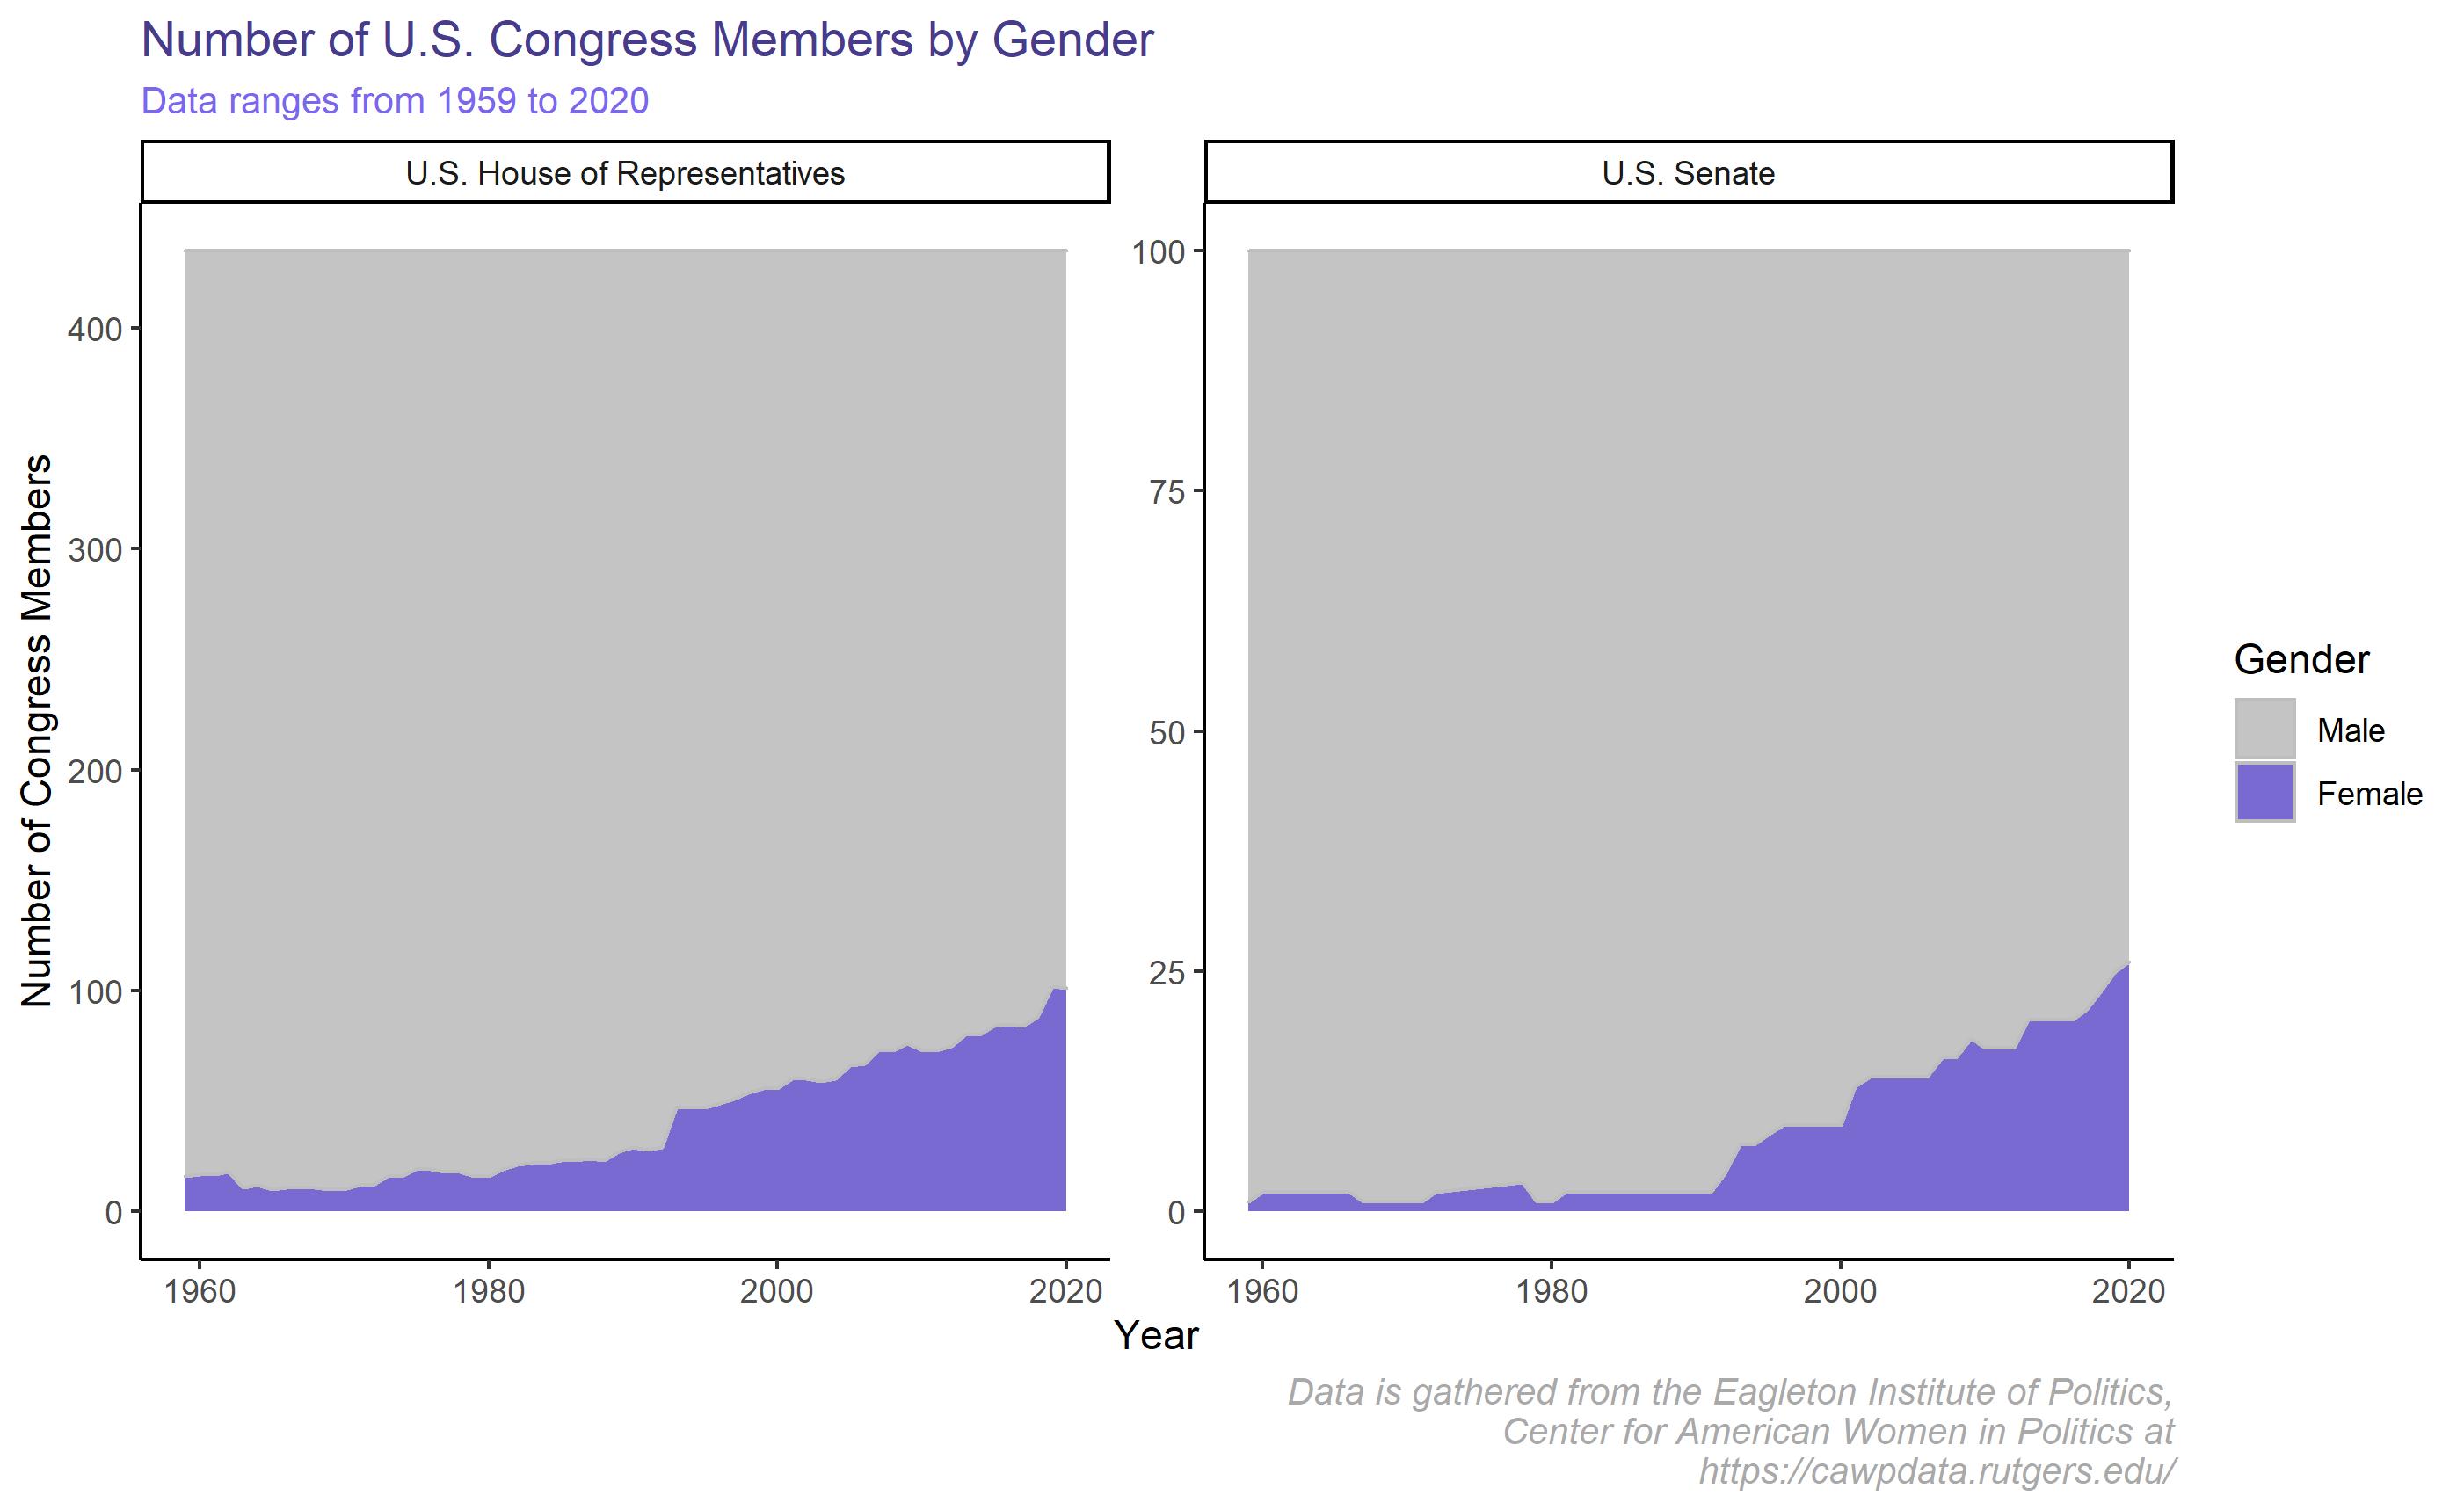 Number of U.S. Congress Members by Gender
Data ranges from 1959 to 2020
U.S. House of Representatives
U.S. Senate
Number of Congress Members
400
300
200
100
0
1960
1980
2000
2020
100
75
50
25
0
1960
1980
2000
2020
Year
Gender
Male
Female
Data is gathered from the Eagleton Institute of Politics,
Center for American Women in Politics at
https://cawpdata.rutgers.edu/